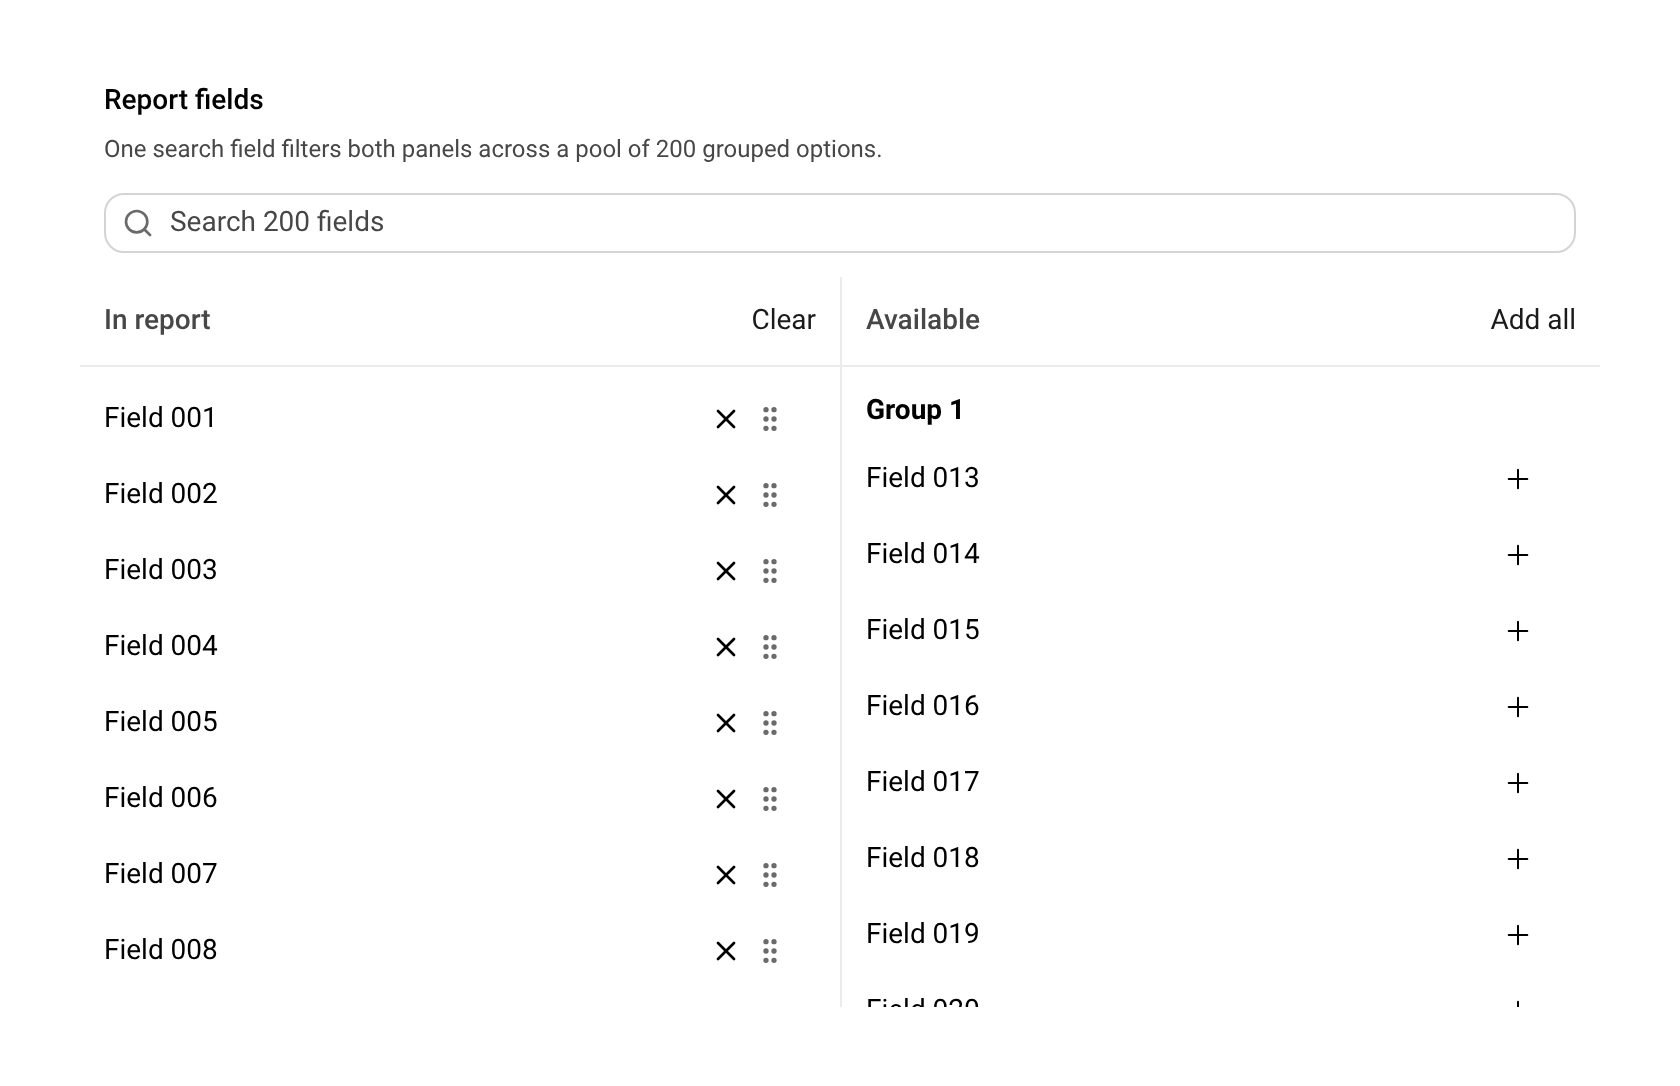 Report fields
One search field filters both panels across a pool of 200 grouped options.
Search 200 fields
In report
Clear
Field 001
Field 002
Field 003
Field 004
Field 005
Field 006
Field 007
Field 008
Available
Add all
Group 1
Field 013
Field 014
Field 015
Field 016
Field 017
Field 018
Field 019